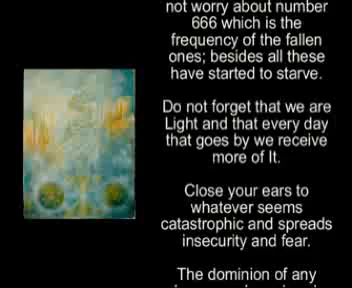 not worry about number
666 which is the
frequency of the fallen
ones; besides all these
have started to starve.
Do not forget that we are
Light and that every day
that goes by we receive
more of It.
Close your ears to
whatever seems
catastrophic and spreads
insecurity and fear.
The dominion of any